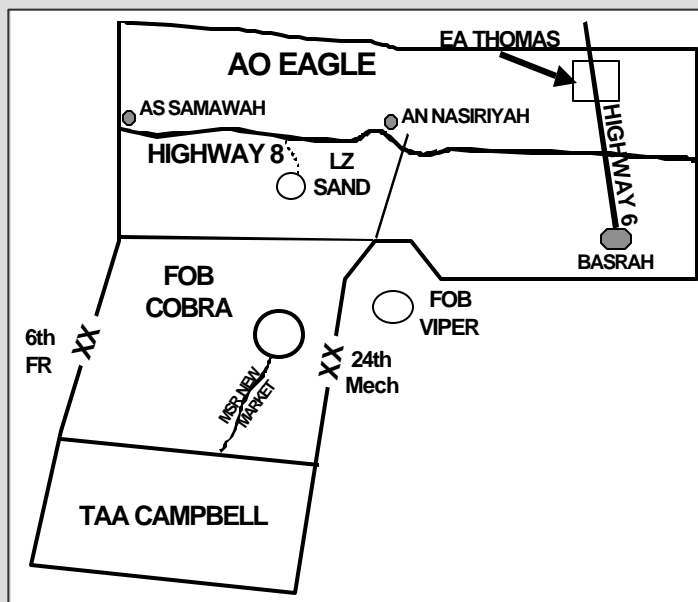 EA THOMAS
AO EAGLE
AS SAMAWAH
AN NASIRIYAH
HIGHWAY 8
LZ
SAND
HIGHWAY 6
BASRAH
FOB
COBRA
FOB
VIPER
6th
FR
XX
XX
24th
Mech
MSR NEW
MARKET
TAA CAMPBELL